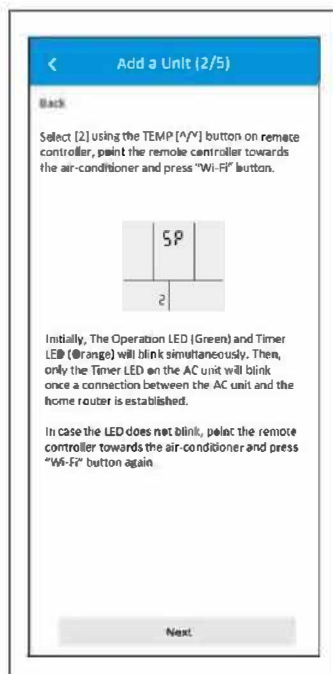 Add a Unit (2/5)
Back
Select [2] using the TEMP [^/˅] button on remote
controller, point the remote controller towards
the air-conditioner and press "Wi-Fi" button.
SP
2
Initially, The Operation LED (Green) and Timer
LED (Orange) will blink simultaneously. Then,
only the Timer LED on the AC unit will blink
once a connection between the AC unit and the
home router is established.
In case the LED does not blink, point the remote
controller towards the air-conditioner and press
"Wi-Fi" button again
Next